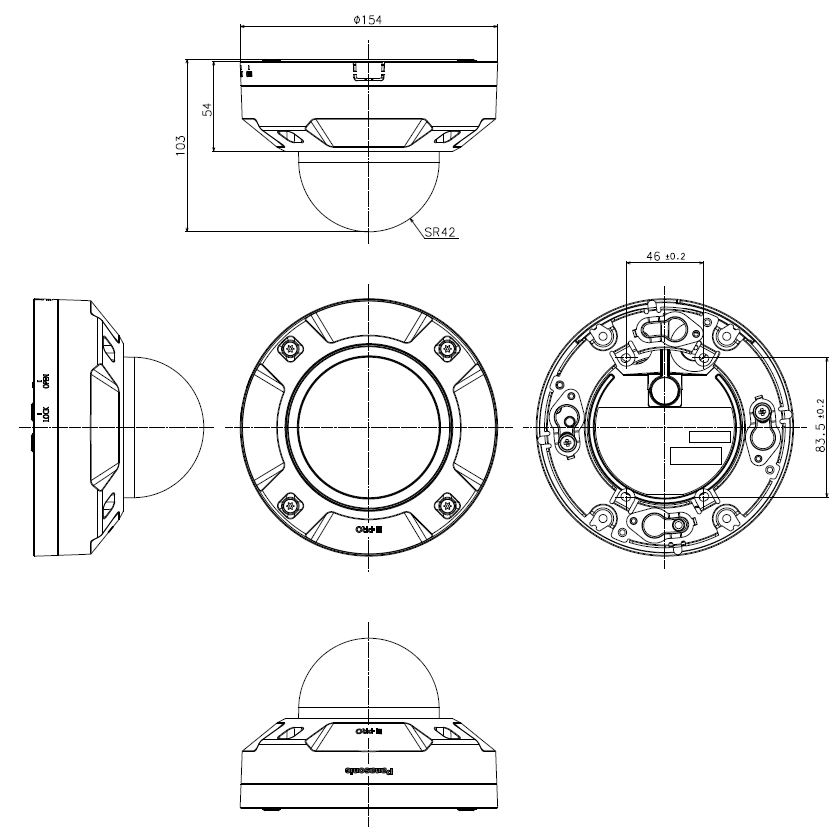 Φ154
54
103
SR42
46 ±0.2
83.5 ±0.2
OPEN
LOCK
i-PRO
i-PRO
Panasonic